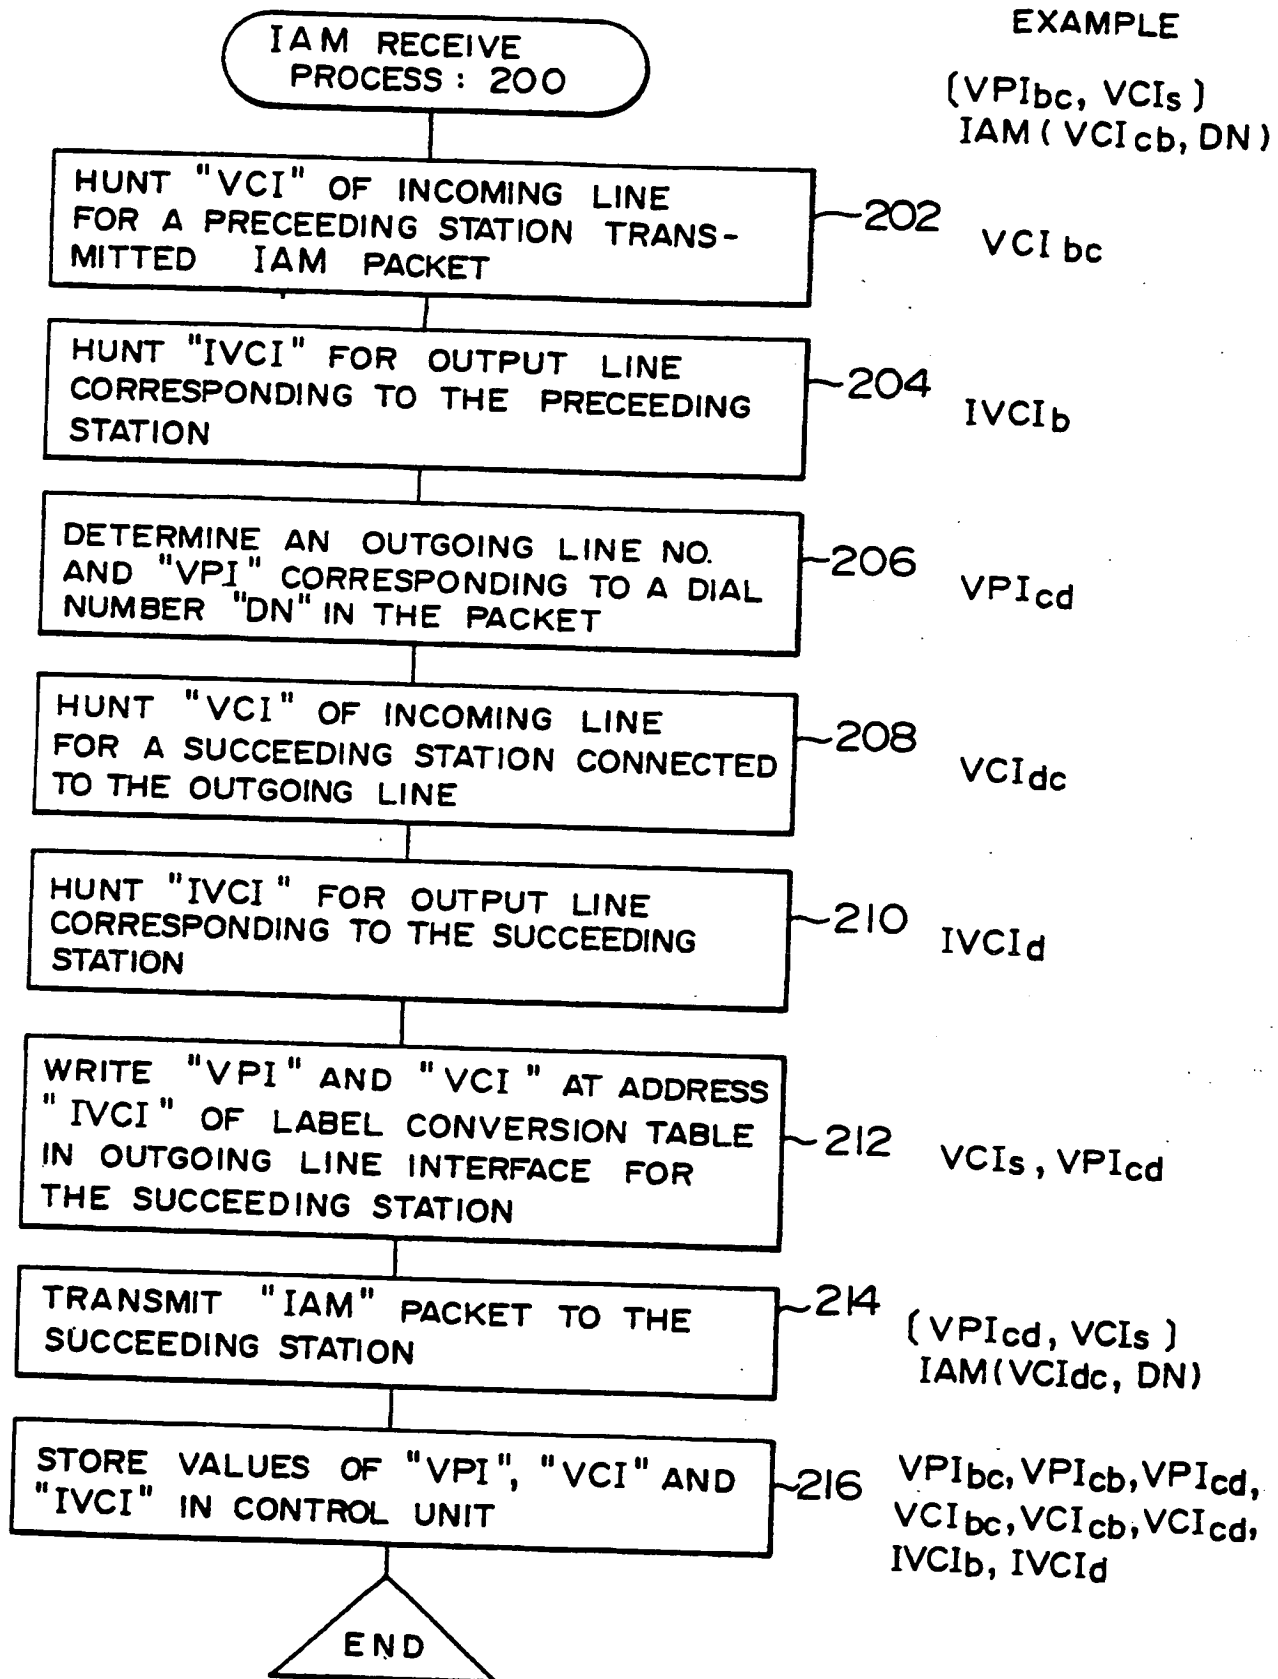 EXAMPLE
IAM RECEIVE
PROCESS: 200
(VPIbc, VCIs)
IAM(VCIcb, DN)
HUNT "VCI" OF INCOMING LINE
FOR A PRECEEDING STATION TRANS-
MITTED IAM PACKET
202
VCIbc
HUNT "IVCI" FOR OUTPUT LINE
CORRESPONDING TO THE PRECEEDING
STATION
204
IVCIb
DETERMINE AN OUTGOING LINE NO.
AND "VPI" CORRESPONDING TO A DIAL
NUMBER "DN" IN THE PACKET
206
VPIcd
HUNT "VCI" OF INCOMING LINE
FOR A SUCCEEDING STATION CONNECTED
TO THE OUTGOING LINE
208
VCIdc
HUNT "IVCI" FOR OUTPUT LINE
CORRESPONDING TO THE SUCCEEDING
STATION
210
IVCId
WRITE "VPI" AND "VCI" AT ADDRESS
"IVCI" OF LABEL CONVERSION TABLE
IN OUTGOING LINE INTERFACE FOR
THE SUCCEEDING STATION
212
VCIs, VPIcd
TRANSMIT "IAM" PACKET TO THE
SUCCEEDING STATION
214
(VPIcd, VCIs)
IAM(VCIdc, DN)
STORE VALUES OF "VPI", "VCI" AND
"IVCI" IN CONTROL UNIT
216
VPIbc, VPIcb, VPIcd,
VCIbc, VCIcb, VCIcd,
IVCIb, IVCId
END